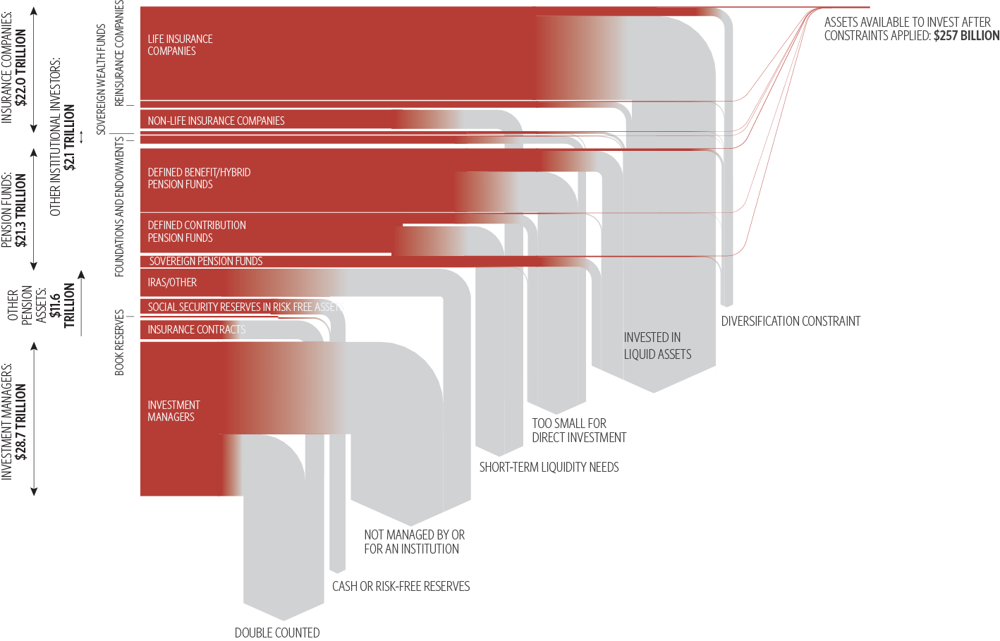 INSURANCE COMPANIES:
$22.0 TRILLION
OTHER INSTITUTIONAL INVESTORS:
$2.1 TRILLION
PENSION FUNDS:
$21.3 TRILLION
OTHER
PENSION
ASSETS:
$11.6
TRILLION
INVESTMENT MANAGERS:
$28.7 TRILLION
SOVEREIGN WEALTH FUNDS
REINSURANCE COMPANIES
FOUNDATIONS AND ENDOWMENTS
BOOK RESERVES
LIFE INSURANCE
COMPANIES
NON-LIFE INSURANCE COMPANIES
DEFINED BENEFIT/HYBRID
PENSION FUNDS
DEFINED CONTRIBUTION
PENSION FUNDS
SOVEREIGN PENSION FUNDS
IRAS/OTHER
SOCIAL SECURITY RESERVES IN RISK FREE ASSETS
INSURANCE CONTRACTS
INVESTMENT
MANAGERS
ASSETS AVAILABLE TO INVEST AFTER
CONSTRAINTS APPLIED: $257 BILLION
DIVERSIFICATION CONSTRAINT
INVESTED IN
LIQUID ASSETS
TOO SMALL FOR
DIRECT INVESTMENT
SHORT-TERM LIQUIDITY NEEDS
NOT MANAGED BY OR
FOR AN INSTITUTION
CASH OR RISK-FREE RESERVES
DOUBLE COUNTED